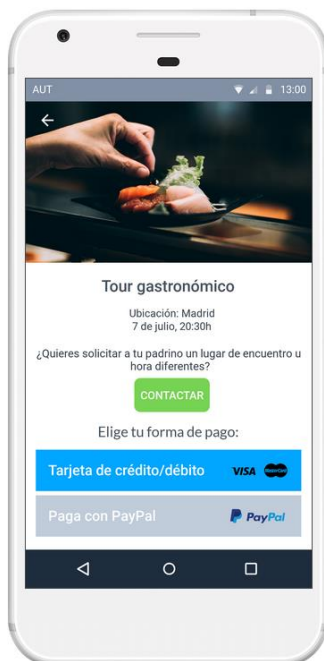 AUT 13:00
Tour gastronómico
Ubicación: Madrid
7 de julio, 20:30h
¿Quieres solicitar a tu padrino un lugar de encuentro u
hora diferentes?
CONTACTAR
Elige tu forma de pago:
Tarjeta de crédito/débito VISA
Paga con PayPal PayPal